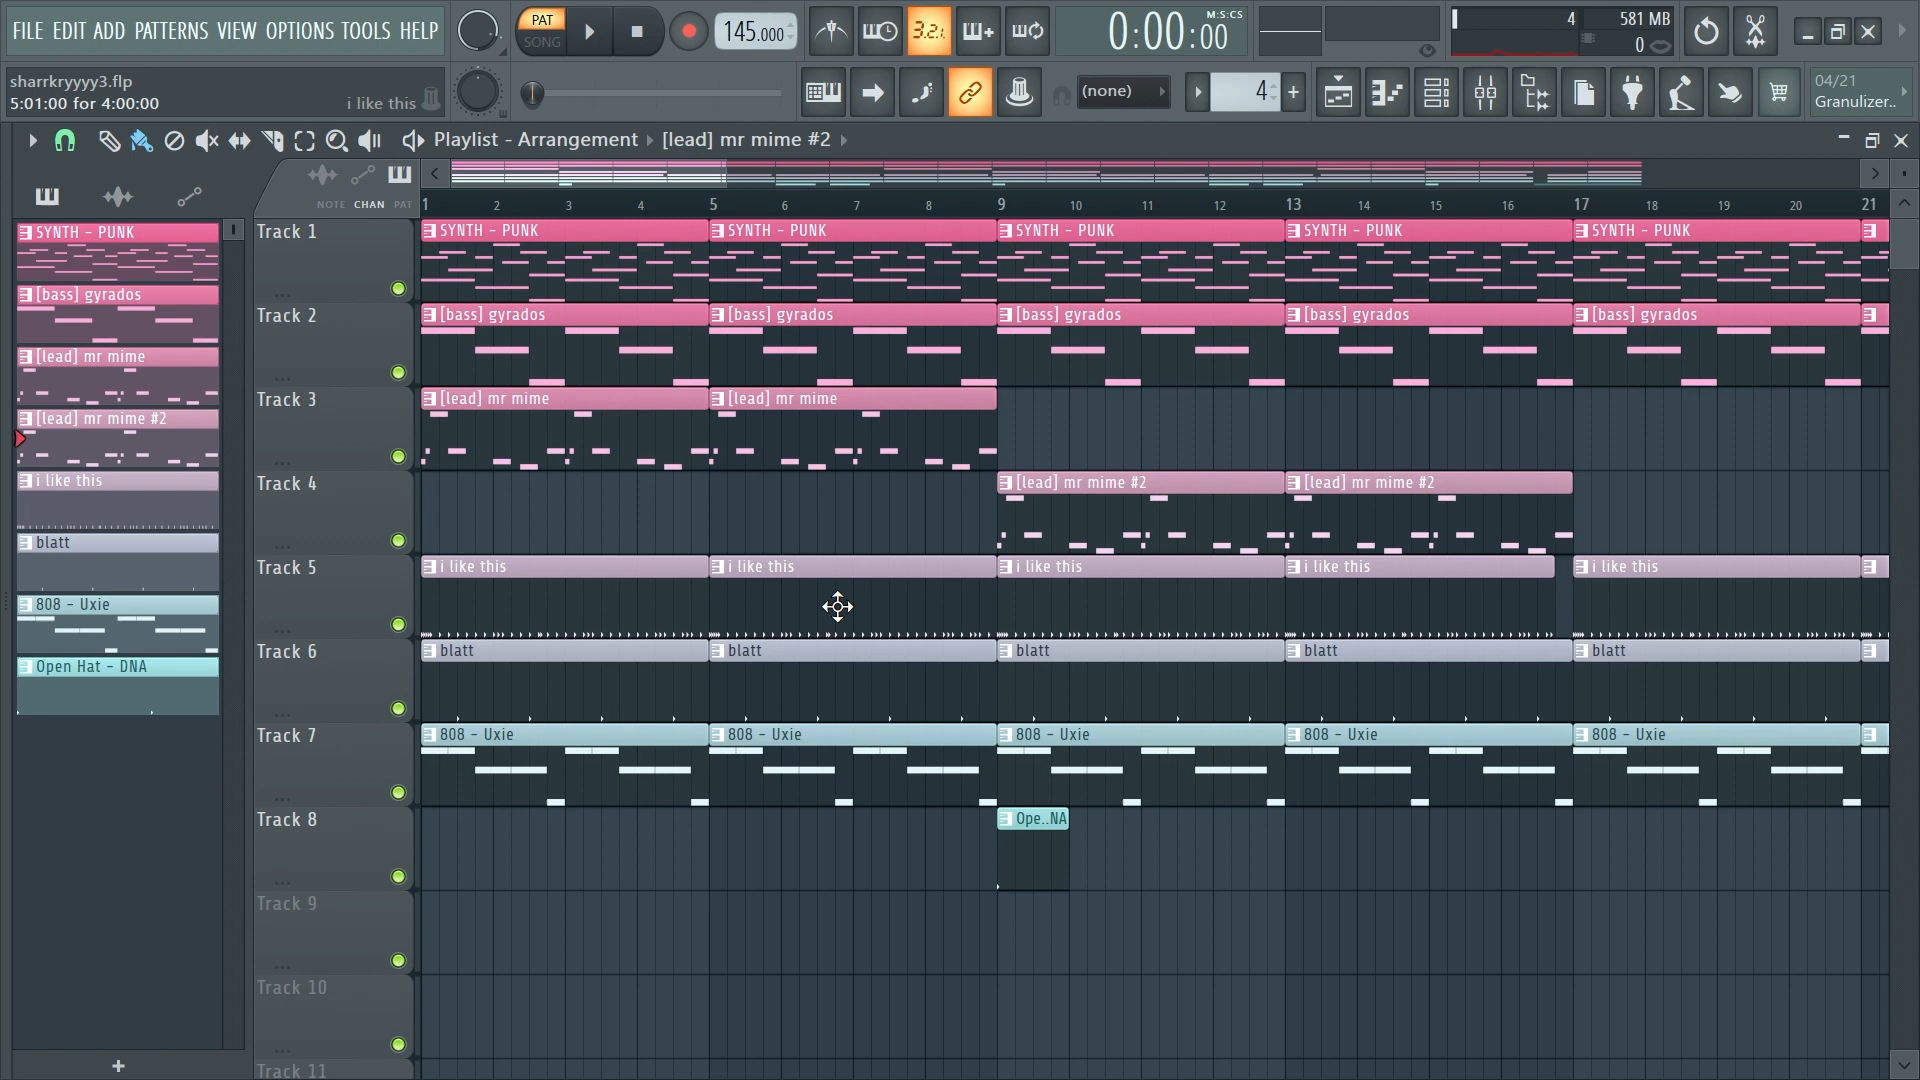 FILE EDIT ADD PATTERNS VIEW OPTIONS TOOLS HELP
PAT
SONG
145.000
3.2.1
M:S:CS
0:00:00
4
581 MB
0
sharrkryyyy3.flp
5:01:00 for 4:00:00
i like this
(none)
4
04/21
Granulizer..
Playlist - Arrangement
[lead] mr mime #2
NOTE CHAN PAT
1 2 3 4 5 6 7 8 9 10 11 12 13 14 15 16 17 18 19 20 21
SYNTH - PUNK
[bass] gyrados
[lead] mr mime
[lead] mr mime #2
i like this
blatt
808 - Uxie
Open Hat - DNA
Track 1
SYNTH - PUNK SYNTH - PUNK SYNTH - PUNK SYNTH - PUNK SYNTH - PUNK
Track 2
[bass] gyrados [bass] gyrados [bass] gyrados [bass] gyrados [bass] gyrados
Track 3
[lead] mr mime [lead] mr mime
Track 4
[lead] mr mime #2 [lead] mr mime #2
Track 5
i like this i like this i like this i like this i like this
Track 6
blatt blatt blatt blatt blatt
Track 7
808 - Uxie 808 - Uxie 808 - Uxie 808 - Uxie 808 - Uxie
Track 8
Ope..NA
Track 9
Track 10
Track 11